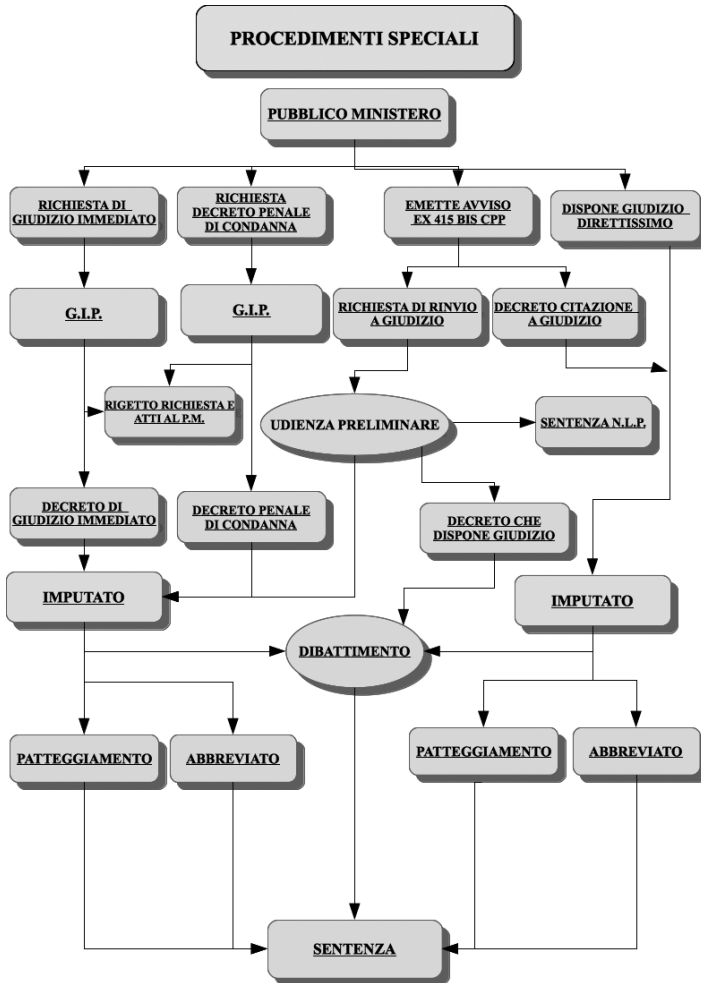 PROCEDIMENTI SPECIALI
PUBBLICO MINISTERO
RICHIESTA DI
GIUDIZIO IMMEDIATO
RICHIESTA
DECRETO PENALE
DI CONDANNA
EMETTE AVVISO
EX 415 BIS CPP
DISPONE GIUDIZIO
DIRETTISSIMO
G.I.P.
G.I.P.
RICHIESTA DI RINVIO
A GIUDIZIO
DECRETO CITAZIONE
A GIUDIZIO
RIGETTO RICHIESTA E
ATTI AL P.M.
UDIENZA PRELIMINARE
SENTENZA N.L.P.
DECRETO DI
GIUDIZIO IMMEDIATO
DECRETO PENALE
DI CONDANNA
DECRETO CHE
DISPONE GIUDIZIO
IMPUTATO
IMPUTATO
DIBATTIMENTO
PATTEGGIAMENTO
ABBREVIATO
PATTEGGIAMENTO
ABBREVIATO
SENTENZA